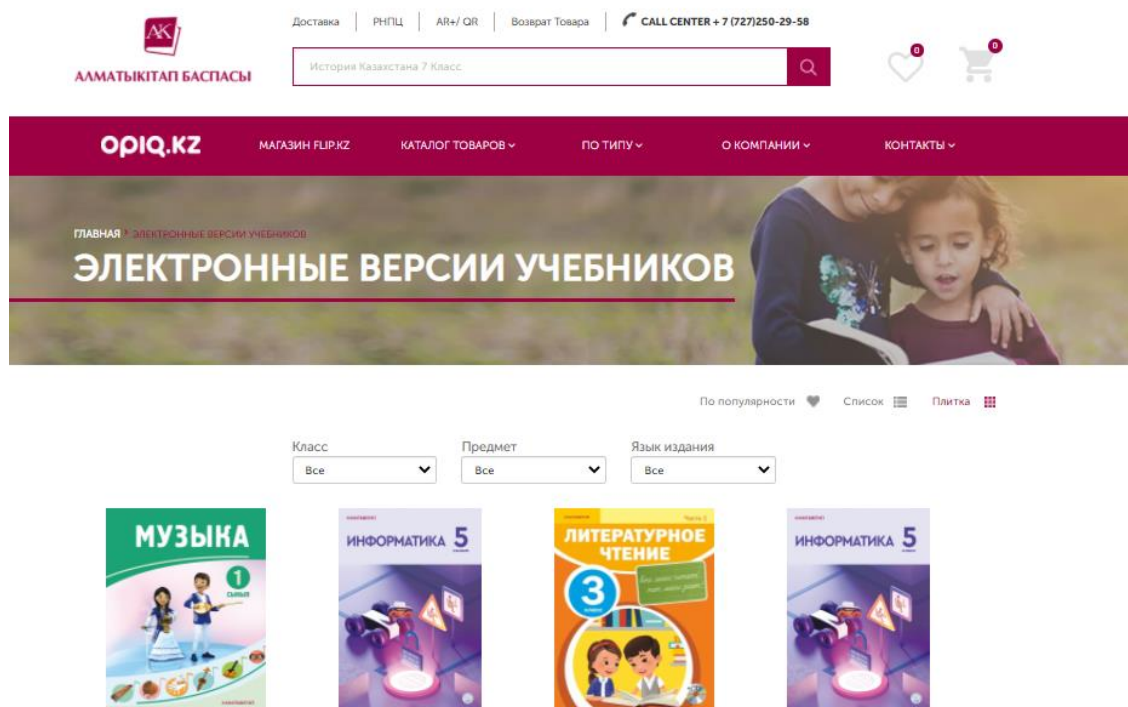 АК
АЛМАТЫКІТАП БАСПАСЫ
Доставка
РНПЦ
AR+/ QR
Возврат Товара
CALL CENTER + 7 (727)250-29-58
История Казахстана 7 Класс
0
0
OPIQ.KZ
МАГАЗИН FLIP.KZ
КАТАЛОГ ТОВАРОВ
ПО ТИПУ
О КОМПАНИИ
КОНТАКТЫ
ГЛАВНАЯ ЭЛЕКТРОННЫЕ ВЕРСИИ УЧЕБНИКОВ
ЭЛЕКТРОННЫЕ ВЕРСИИ УЧЕБНИКОВ
По популярности
Список
Плитка
Класс
Предмет
Язык издания
Все
Все
Все
МУЗЫКА
1
СЫНЫП
ИНФОРМАТИКА 5
Часть 1
ЛИТЕРАТУРНОЕ
ЧТЕНИЕ
3
ИНФОРМАТИКА 5